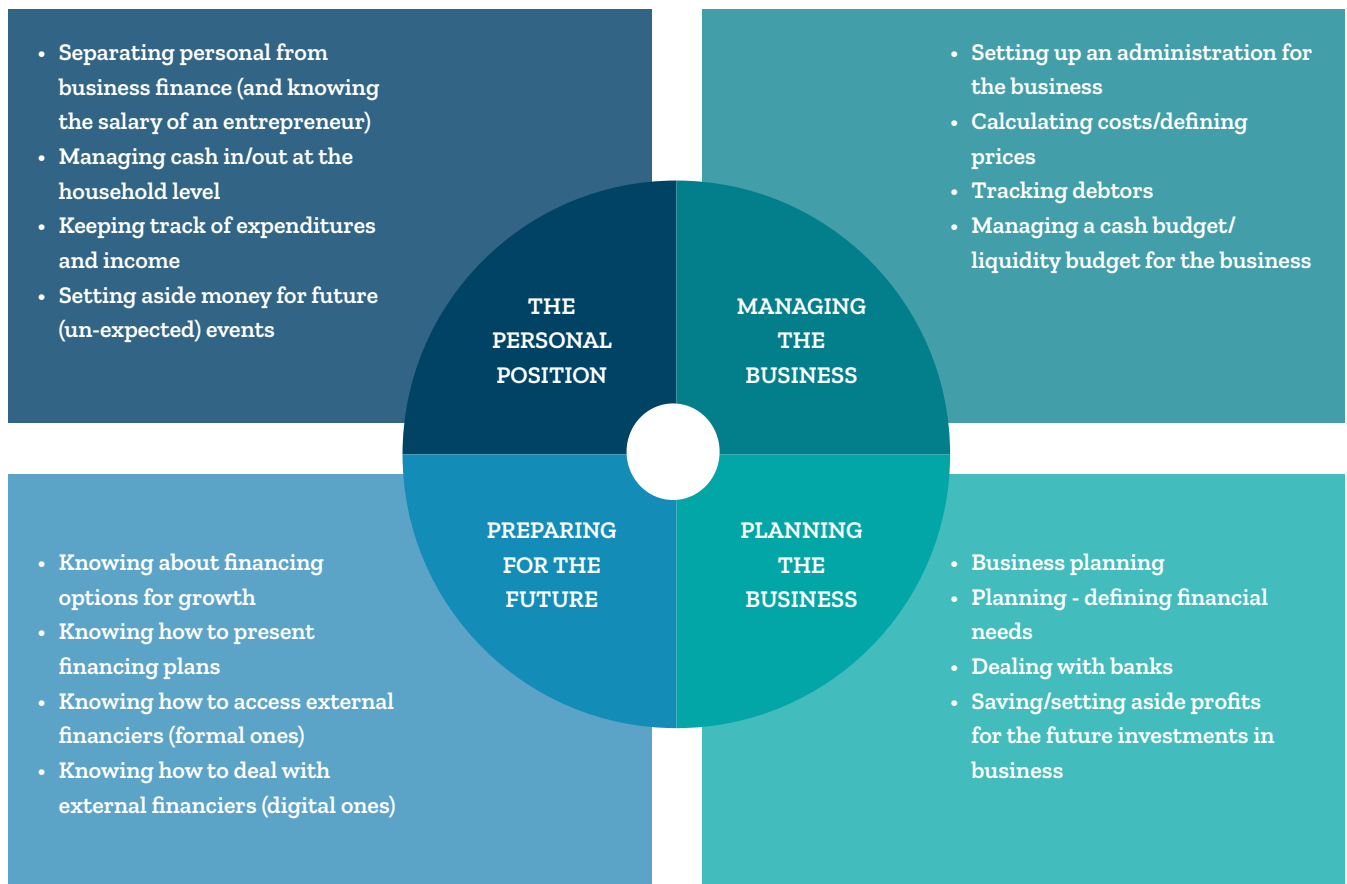 • Separating personal from
business finance (and knowing
the salary of an entrepreneur)
• Managing cash in/out at the
household level
• Keeping track of expenditures
and income
• Setting aside money for future
(un-expected) events
• Setting up an administration for
the business
• Calculating costs/defining
prices
• Tracking debtors
• Managing a cash budget/
liquidity budget for the business
THE
PERSONAL
POSITION
MANAGING
THE
BUSINESS
PREPARING
FOR THE
FUTURE
PLANNING
THE
BUSINESS
• Knowing about financing
options for growth
• Knowing how to present
financing plans
• Knowing how to access external
financiers (formal ones)
• Knowing how to deal with
external financiers (digital ones)
• Business planning
• Planning - defining financial
needs
• Dealing with banks
• Saving/setting aside profits
for the future investments in
business